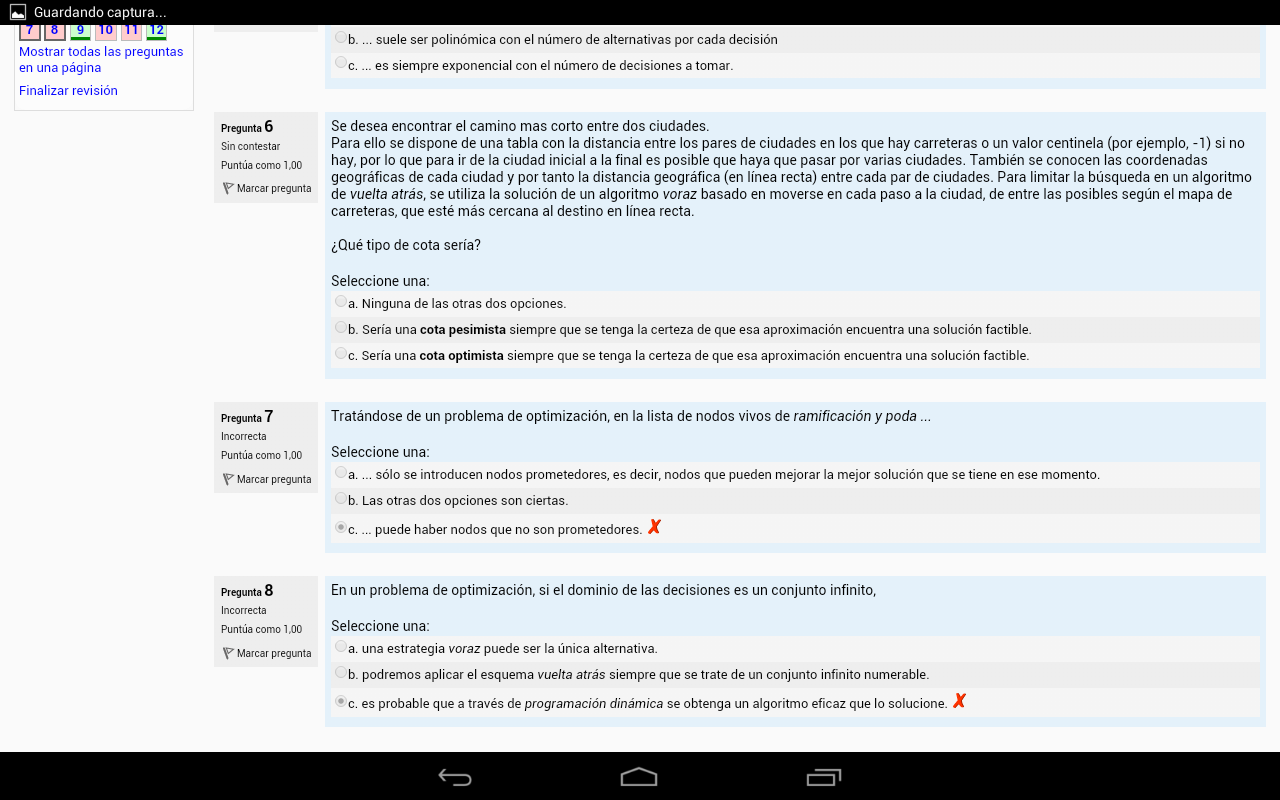 Guardando captura...
7 8 9 10 11 12
Mostrar todas las preguntas
en una página
Finalizar revisión
b. ... suele ser polinómica con el número de alternativas por cada decisión
c. ... es siempre exponencial con el número de decisiones a tomar.
Pregunta 6
Sin contestar
Puntúa como 1,00
Marcar pregunta
Se desea encontrar el camino mas corto entre dos ciudades.
Para ello se dispone de una tabla con la distancia entre los pares de ciudades en los que hay carreteras o un valor centinela (por ejemplo, -1) si no
hay, por lo que para ir de la ciudad inicial a la final es posible que haya que pasar por varias ciudades. También se conocen las coordenadas
geográficas de cada ciudad y por tanto la distancia geográfica (en línea recta) entre cada par de ciudades. Para limitar la búsqueda en un algoritmo
de vuelta atrás, se utiliza la solución de un algoritmo voraz basado en moverse en cada paso a la ciudad, de entre las posibles según el mapa de
carreteras, que esté más cercana al destino en línea recta.
¿Qué tipo de cota sería?
Seleccione una:
a. Ninguna de las otras dos opciones.
b. Sería una cota pesimista siempre que se tenga la certeza de que esa aproximación encuentra una solución factible.
c. Sería una cota optimista siempre que se tenga la certeza de que esa aproximación encuentra una solución factible.
Pregunta 7
Incorrecta
Puntúa como 1,00
Marcar pregunta
Tratándose de un problema de optimización, en la lista de nodos vivos de ramificación y poda ...
Seleccione una:
a. ... sólo se introducen nodos prometedores, es decir, nodos que pueden mejorar la mejor solución que se tiene en ese momento.
b. Las otras dos opciones son ciertas.
c. ... puede haber nodos que no son prometedores.
Pregunta 8
Incorrecta
Puntúa como 1,00
Marcar pregunta
En un problema de optimización, si el dominio de las decisiones es un conjunto infinito,
Seleccione una:
a. una estrategia voraz puede ser la única alternativa.
b. podremos aplicar el esquema vuelta atrás siempre que se trate de un conjunto infinito numerable.
c. es probable que a través de programación dinámica se obtenga un algoritmo eficaz que lo solucione.